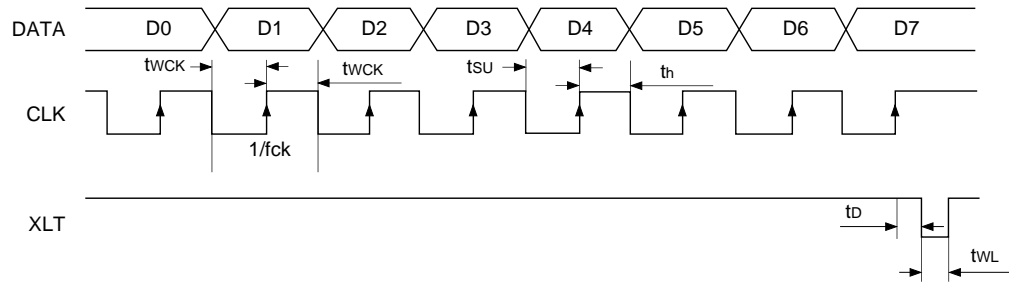 DATA D0 D1 D2 D3 D4 D5 D6 D7
tWCK tWCK tSU th
CLK
1/fck
XLT
tD
tWL